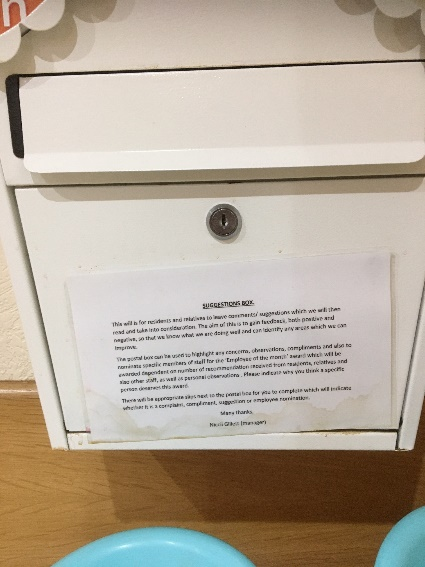 h
SUGGESTIONS BOX.
This will is for residents and relatives to leave comments/ suggestions which we will then
read and take into consideration. The aim of this is to gain feedback, both positive and
negative, so that we know what we are doing well and can identify any areas which we can
improve.
The postal box can be used to highlight any concerns, observations, compliments and also to
nominate specific members of staff for the 'Employee of the month' award which will be
awarded dependent on number of recommendation received from residents, relatives and
also other staff, as well as personal observations . Please indicate why you think a specific
person deserves this award.
There will be appropriate slips next to the postal box for you to complete which will indicate
whether it is a complaint, compliment, suggestion or employee nomination.
Many thanks,
(manager)